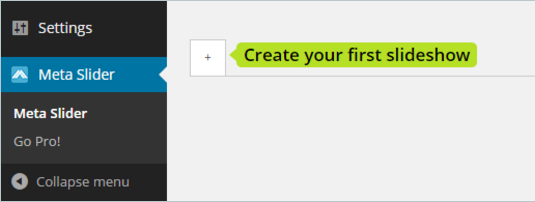 Settings
Meta Slider
Meta Slider
Go Pro!
Collapse menu
+
Create your first slideshow